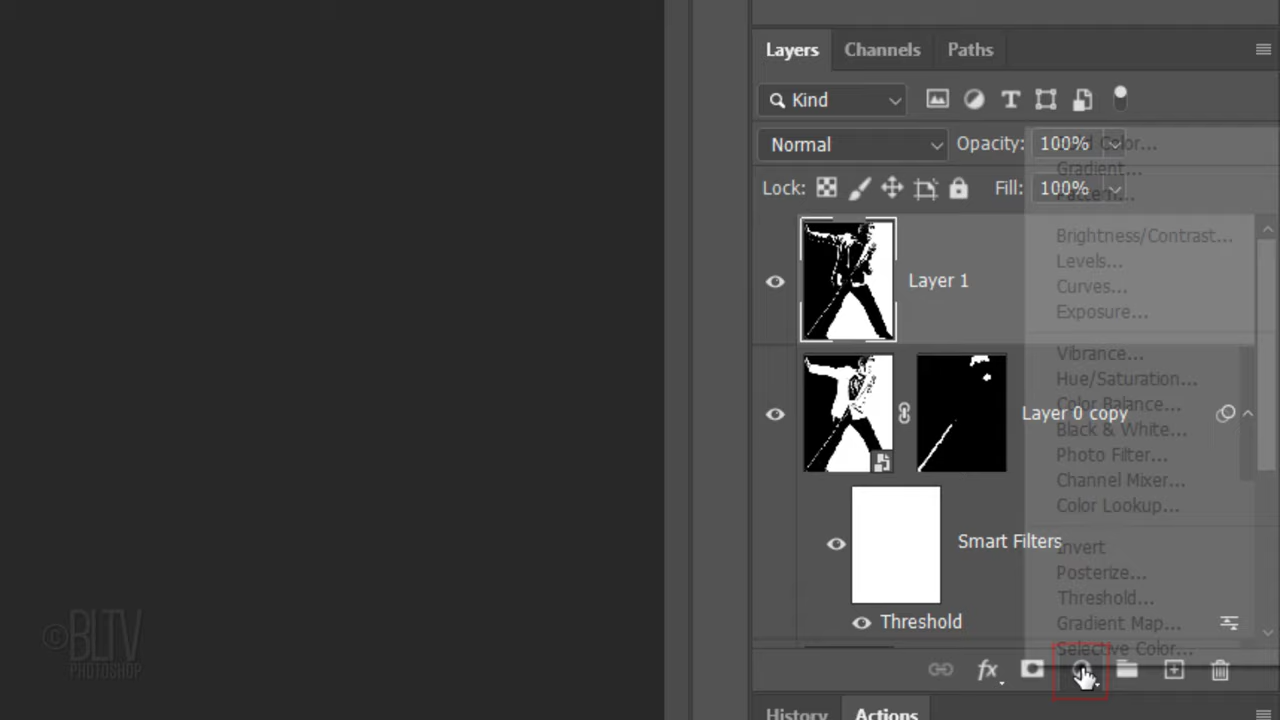 Layers Channels Paths
Kind
Normal Opacity: 100%
Lock: Fill: 100%
Color...
Gradient...
Pattern...
Brightness/Contrast...
Levels...
Curves...
Exposure...
Layer 1
Vibrance...
Hue/Saturation...
Color Balance...
Layer 0 copy
Black & White...
Photo Filter...
Channel Mixer...
Color Lookup...
Smart Filters
Invert
Posterize...
Threshold...
Threshold
Gradient Map...
Selective Color...
fx
History Actions
©BLTV
PHOTOSHOP